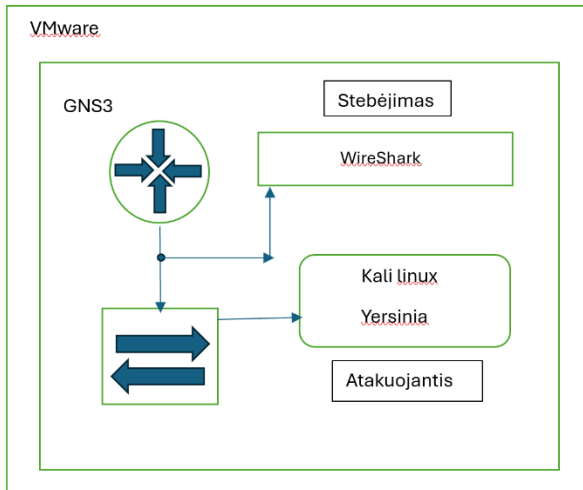 VMware
GNS3
Stebėjimas
WireShark
Kali linux
Yersinia
Atakuojantis